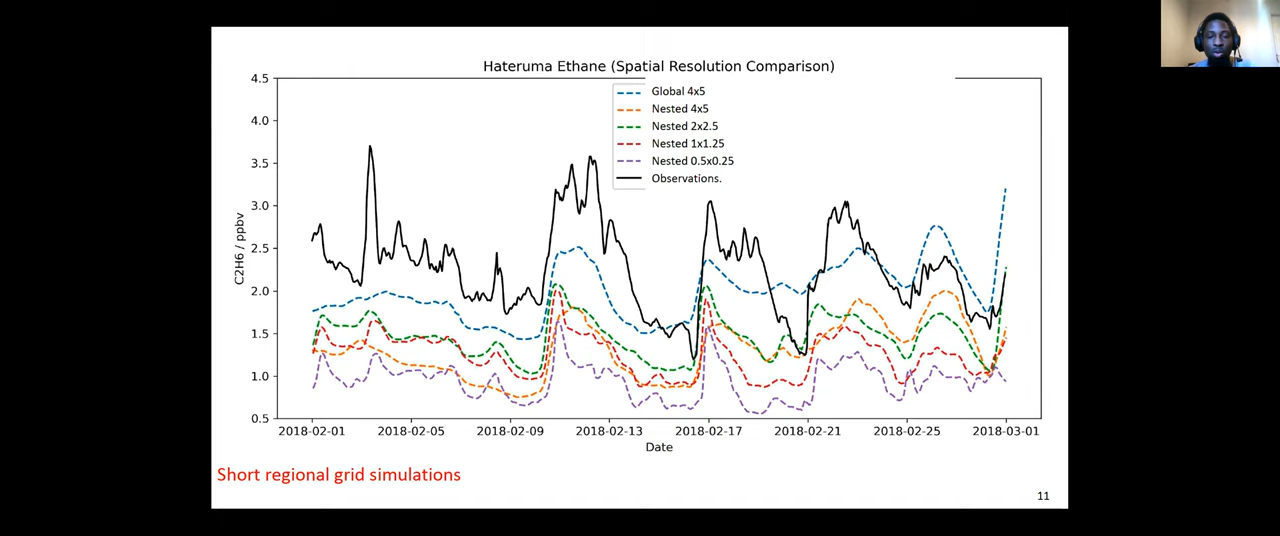 Hateruma Ethane (Spatial Resolution Comparison)
4.5
4.0
3.5
3.0
2.5
2.0
1.5
1.0
0.5
C2H6 / ppbv
Global 4x5
Nested 4x5
Nested 2x2.5
Nested 1x1.25
Nested 0.5x0.25
Observations.
2018-02-01 2018-02-05 2018-02-09 2018-02-13 2018-02-17 2018-02-21 2018-02-25 2018-03-01
Date
Short regional grid simulations
11